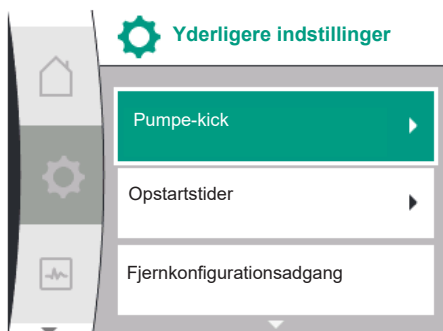 Yderligere indstillinger
Pumpe-kick
Opstartstider
Fjernkonfigurationsadgang